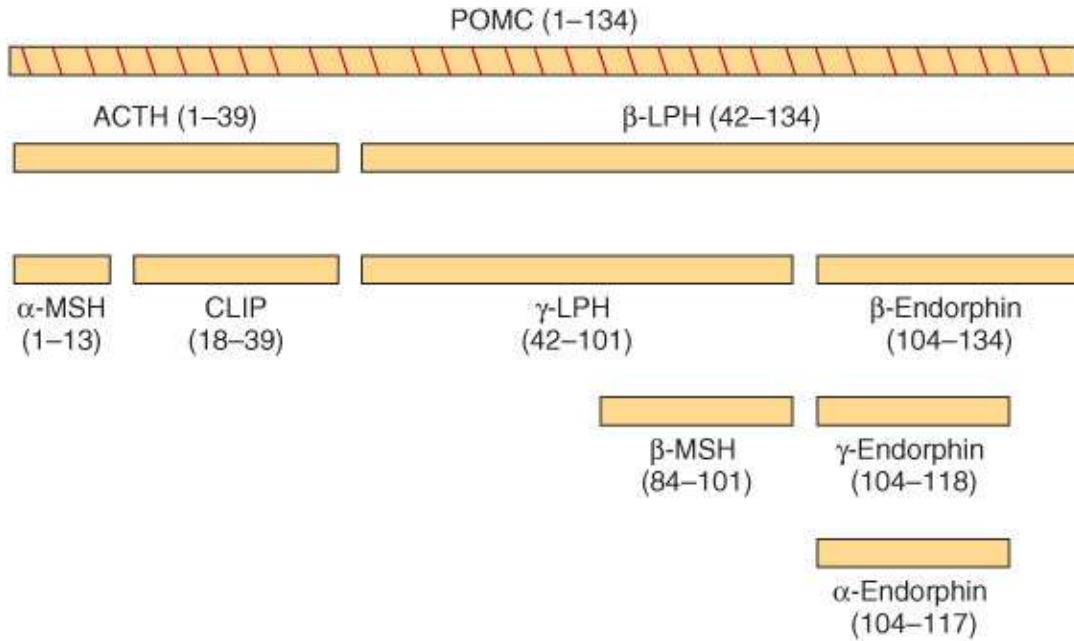 POMC (1–134)
ACTH (1–39)
β-LPH (42–134)
α-MSH
(1–13)
CLIP
(18–39)
γ-LPH
(42–101)
β-Endorphin
(104–134)
β-MSH
(84–101)
γ-Endorphin
(104–118)
α-Endorphin
(104–117)